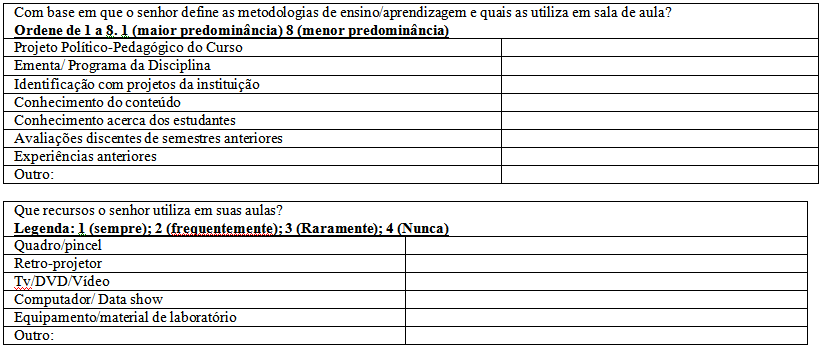 Com base em que o senhor define as metodologias de ensino/aprendizagem e quais as utiliza em sala de aula?
Ordene de 1 a 8. 1 (maior predominância) 8 (menor predominância)
Projeto Político-Pedagógico do Curso
Ementa/ Programa da Disciplina
Identificação com projetos da instituição
Conhecimento do conteúdo
Conhecimento acerca dos estudantes
Avaliações discentes de semestres anteriores
Experiências anteriores
Outro:
Que recursos o senhor utiliza em suas aulas?
Legenda: 1 (sempre); 2 (frequentemente); 3 (Raramente); 4 (Nunca)
Quadro/pincel
Retro-projetor
Tv/DVD/Vídeo
Computador/ Data show
Equipamento/material de laboratório
Outro: